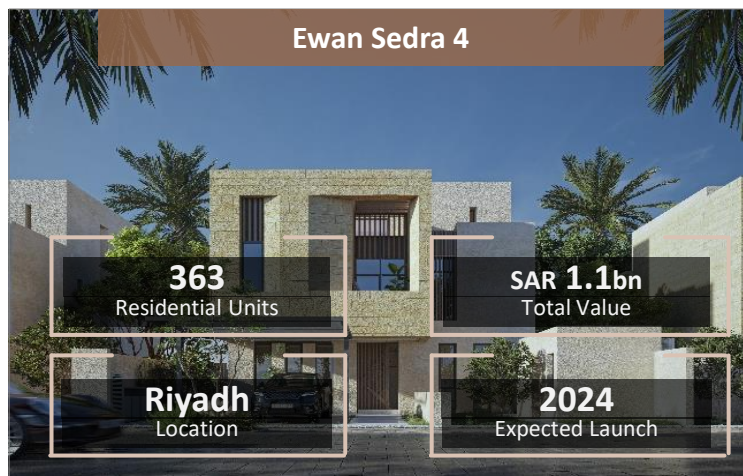 Ewan Sedra 4
363
Residential Units
SAR 1.1bn
Total Value
Riyadh
Location
2024
Expected Launch